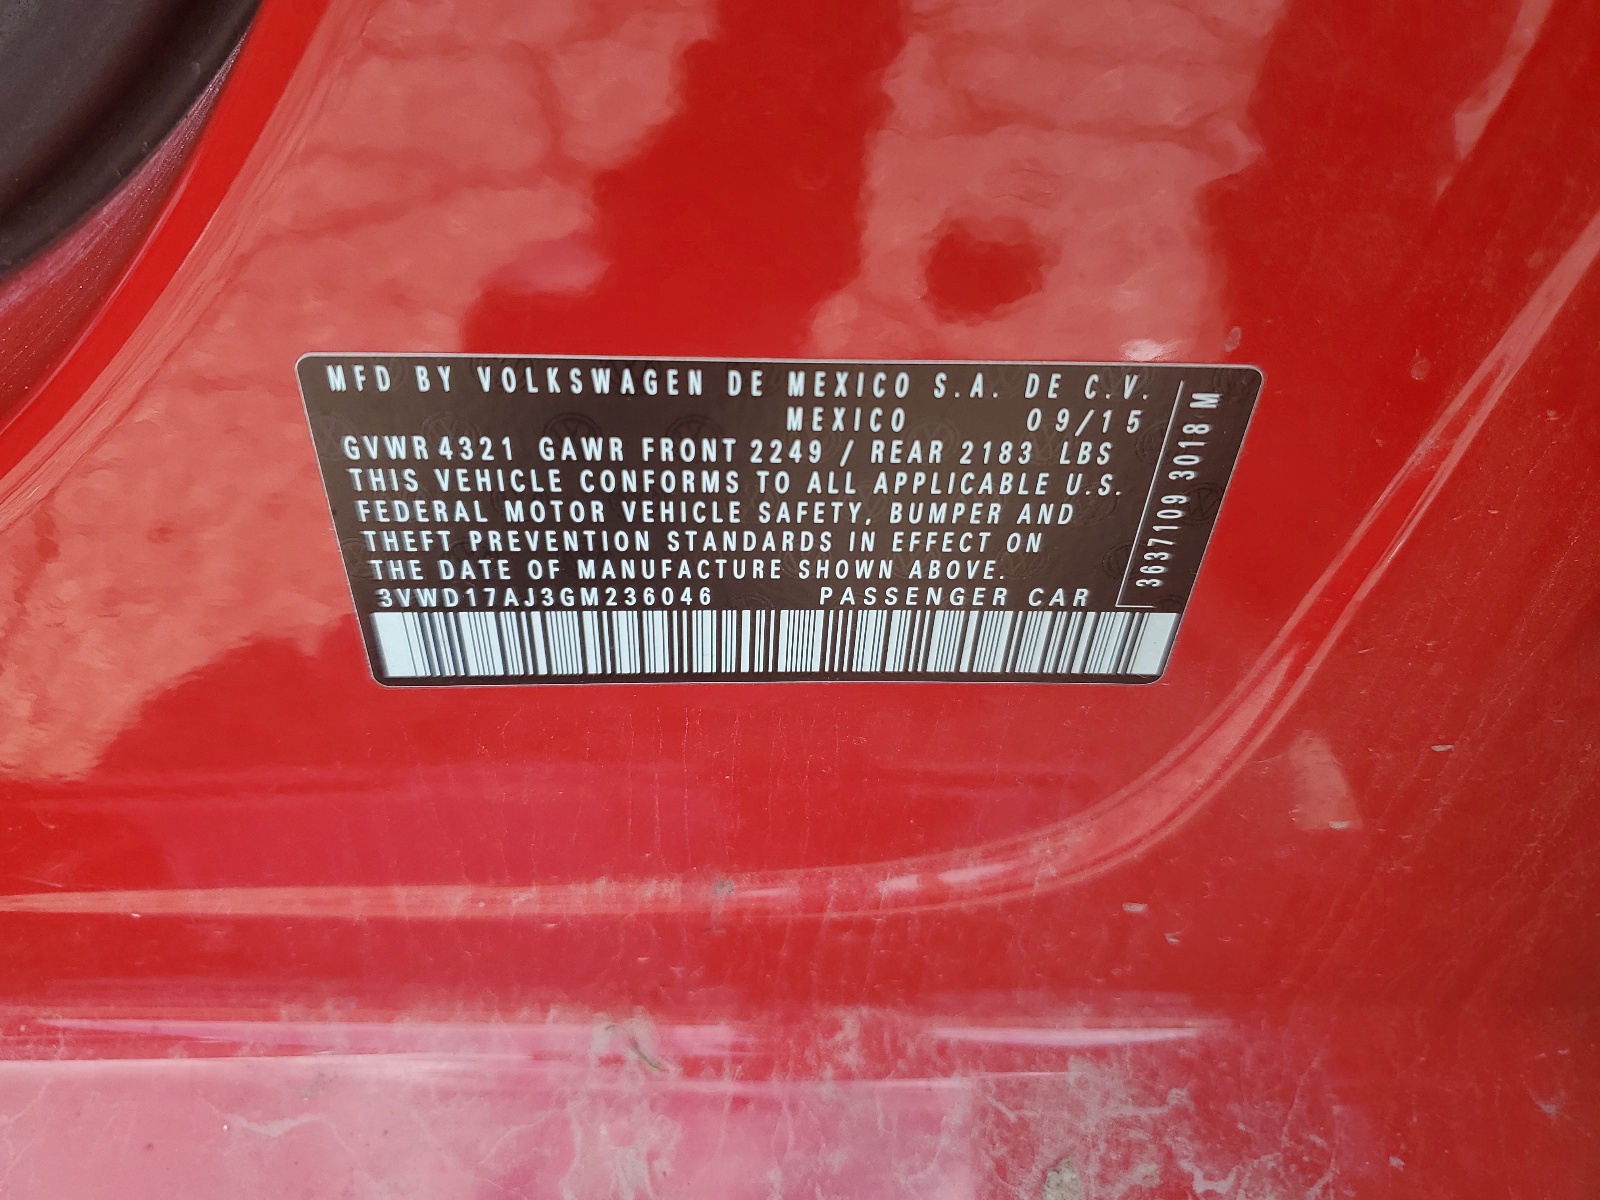 MFD BY VOLKSWAGEN DE MEXICO S.A. DE C.V.
MEXICO 09/15
GVWR 4321 GAWR FRONT 2249 / REAR 2183 LBS
THIS VEHICLE CONFORMS TO ALL APPLICABLE U.S.
FEDERAL MOTOR VEHICLE SAFETY, BUMPER AND
THEFT PREVENTION STANDARDS IN EFFECT ON
THE DATE OF MANUFACTURE SHOWN ABOVE.
3VWD17AJ3GM236046 PASSENGER CAR
3637109 3018 M